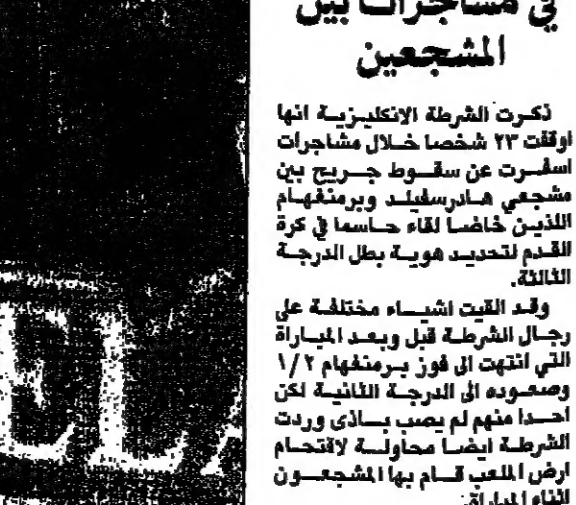 في مشاجرات بين
المشجعين
ذكرت الشرطة الانكليزية انها
اوقفت ٢٣ شخصا خلال مشاجرات
اسفرت عن سقوط جريح بين
مشجعي هادرسفيلد وبرمنغهام
اللذين خاضا لقاء حاسما في كرة
القدم لتحديد هوية بطل الدرجة
الثالثة.
وقد القيت اشياء مختلفة على
رجال الشرطة قبل وبعد المباراة
التي انتهت الى فوز برمنغهام ١/٢
وصعوده الى الدرجة الثانية لكن
احدا منهم لم يصب باذى وردت
الشرطة ايضا محاولة لاقتحام
ارض الملعب قام بها المشجعون
اثناء المباراة.